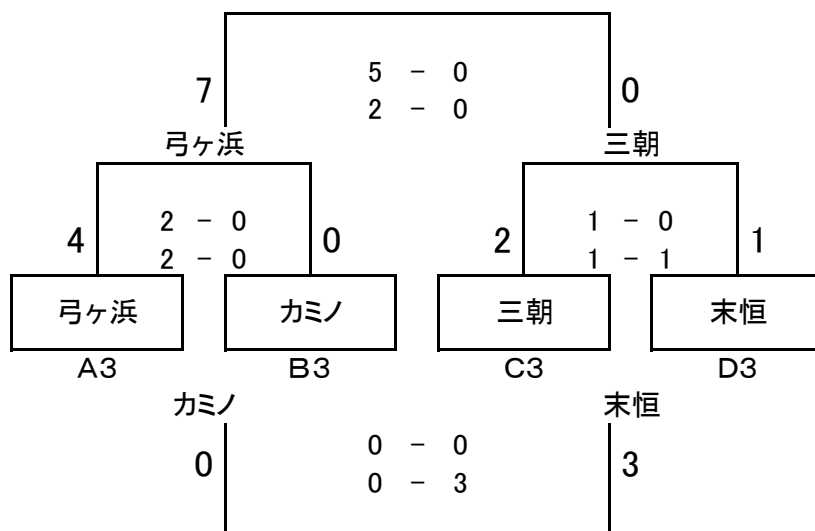 5 - 0
7 0
2 - 0
弓ヶ浜 三朝
2 - 0 1 - 0
4 0 2 1
2 - 0 1 - 1
弓ヶ浜 カミノ 三朝 末恒
A3 B3 C3 D3
カミノ 末恒
0 - 0
0 3
0 - 3